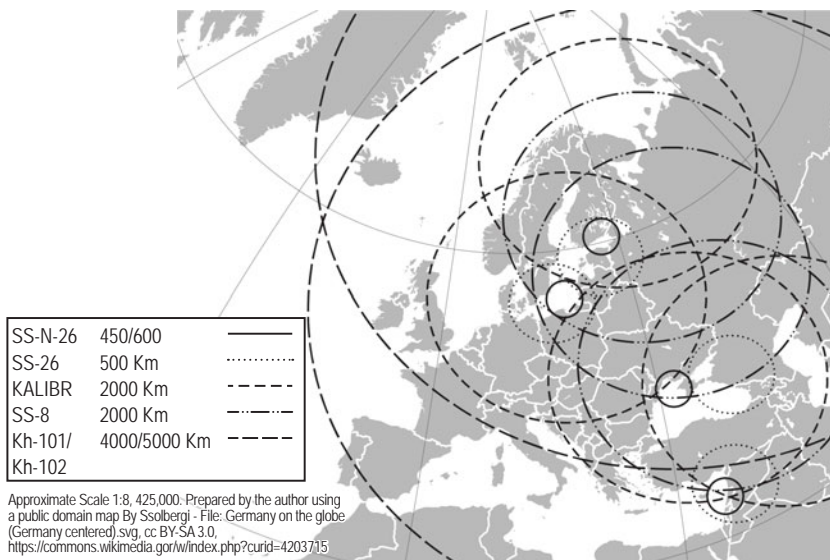 SS-N-26 450/600
SS-26 500 Km
KALIBR 2000 Km
SS-8 2000 Km
Kh-101/ 4000/5000 Km
Kh-102
Approximate Scale 1:8, 425,000. Prepared by the author using
a public domain map By Ssolbergi - File: Germany on the globe
(Germany centered).svg, cc BY-SA 3.0,
https://commons.wikimedia.gor/w/index.php?curid=4203715